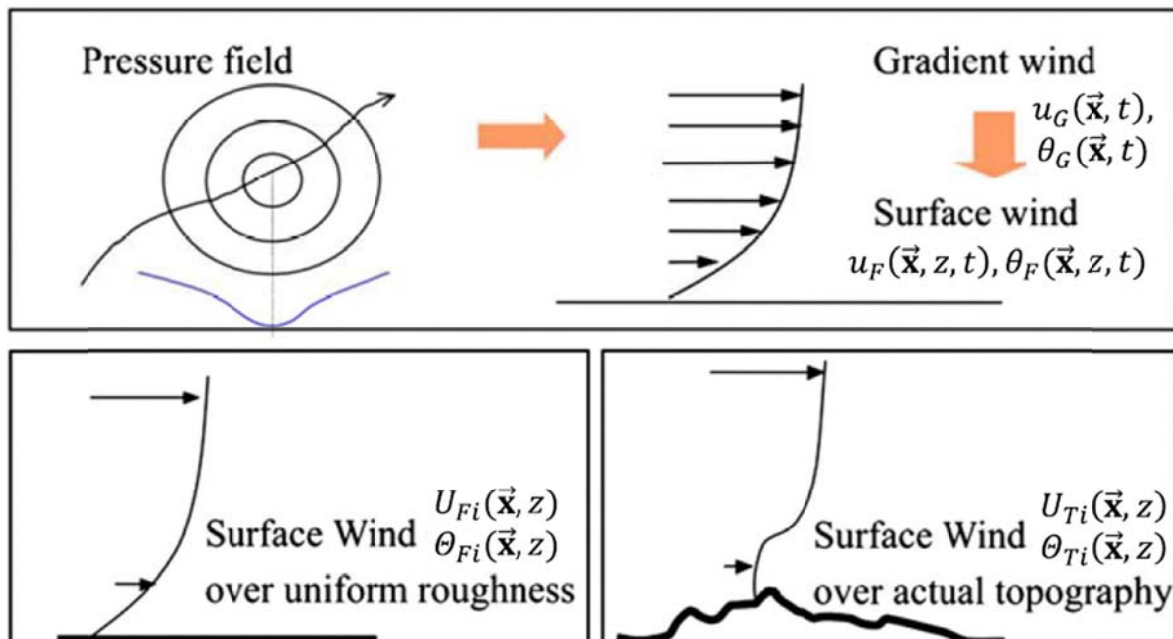 Pressure field
Gradient wind
u_G(x⃗, t),
θ_G(x⃗, t)
Surface wind
u_F(x⃗, z, t), θ_F(x⃗, z, t)
U_Fi(x⃗, z)
Surface Wind Θ_Fi(x⃗, z)
over uniform roughness
U_Ti(x⃗, z)
Surface Wind Θ_Ti(x⃗, z)
over actual topography